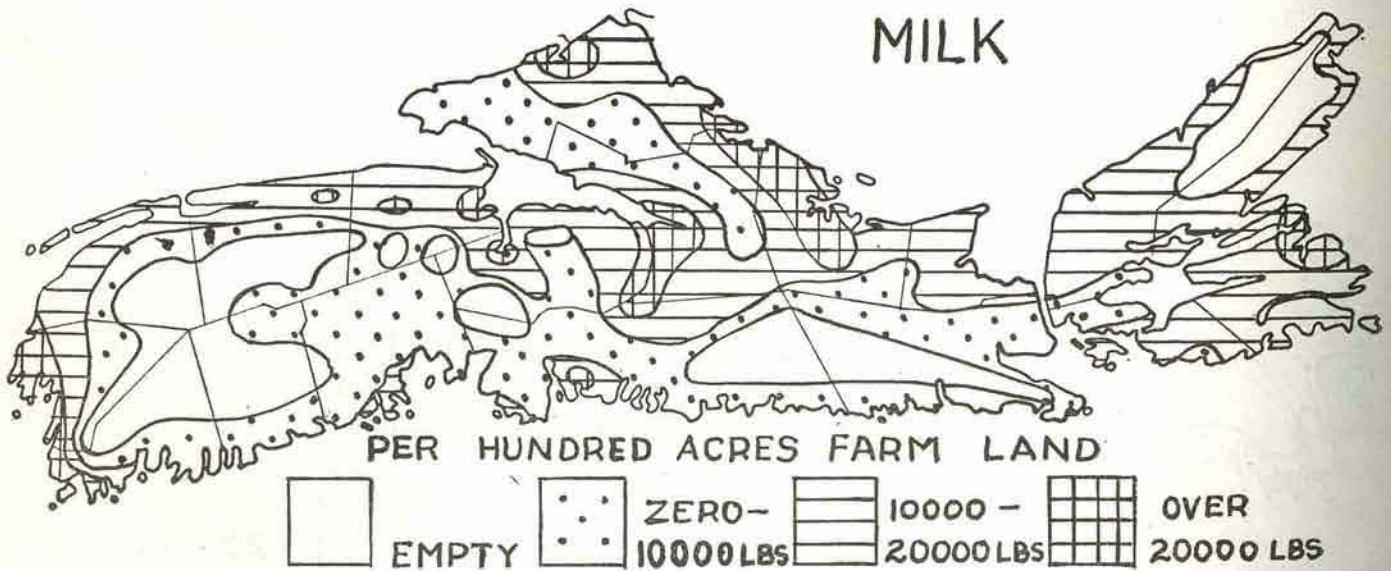 MILK
PER HUNDRED ACRES FARM LAND
EMPTY
ZERO-
10000 LBS
10000 -
20000 LBS
OVER
20000 LBS